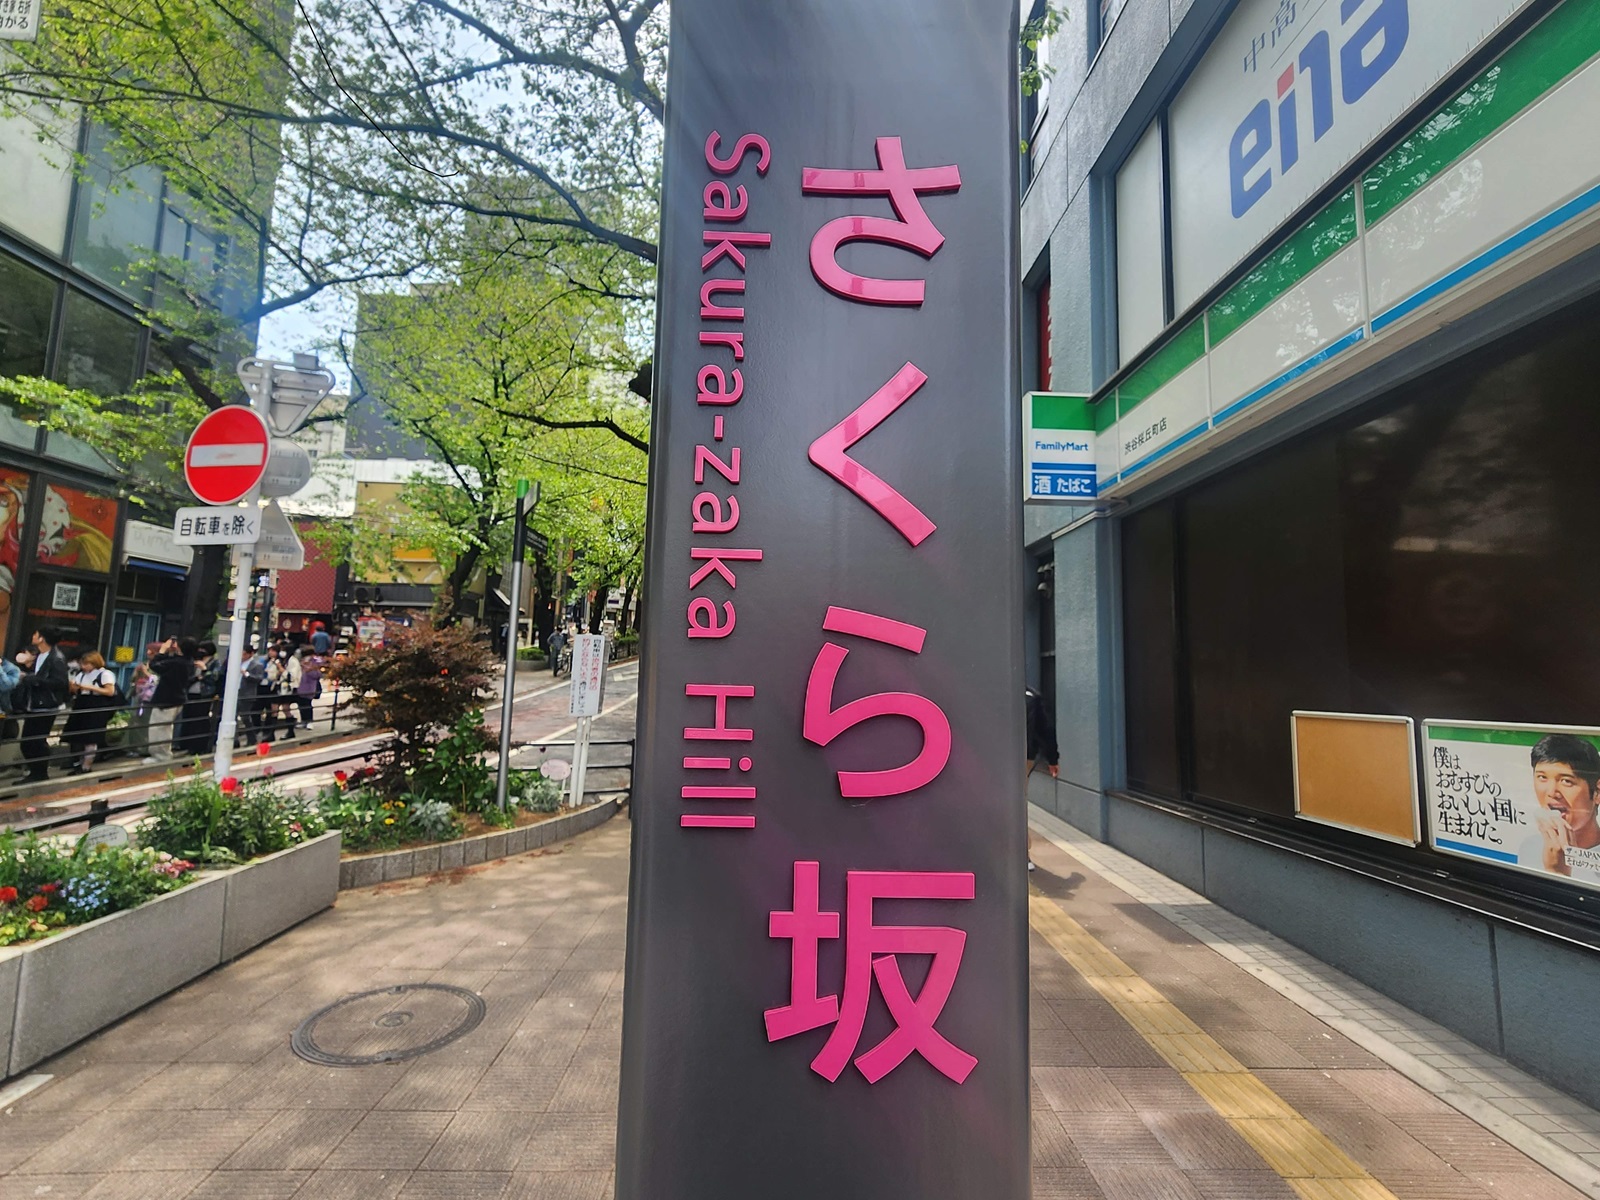 さくら坂
Sakura-zaka Hill
自転車を除く
eina
FamilyMart
酒 たばこ
渋谷桜丘町店
僕は
おむすびの
おいしい国に
生まれた。